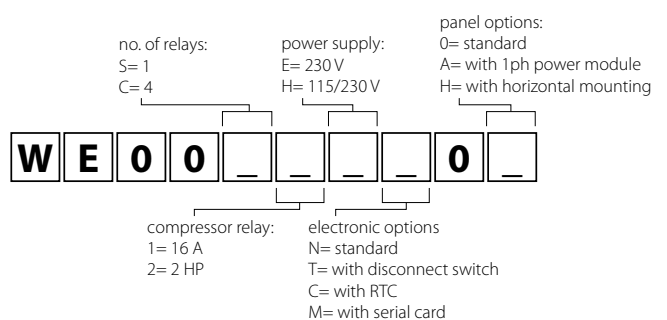 panel options:
no. of relays: power supply: 0= standard
S= 1 E= 230 V A= with 1ph power module
C= 4 H= 115/230 V H= with horizontal mounting
W E 0 0 _ _ _ _ 0 _
compressor relay: electronic options
1= 16 A N= standard
2= 2 HP T= with disconnect switch
C= with RTC
M= with serial card